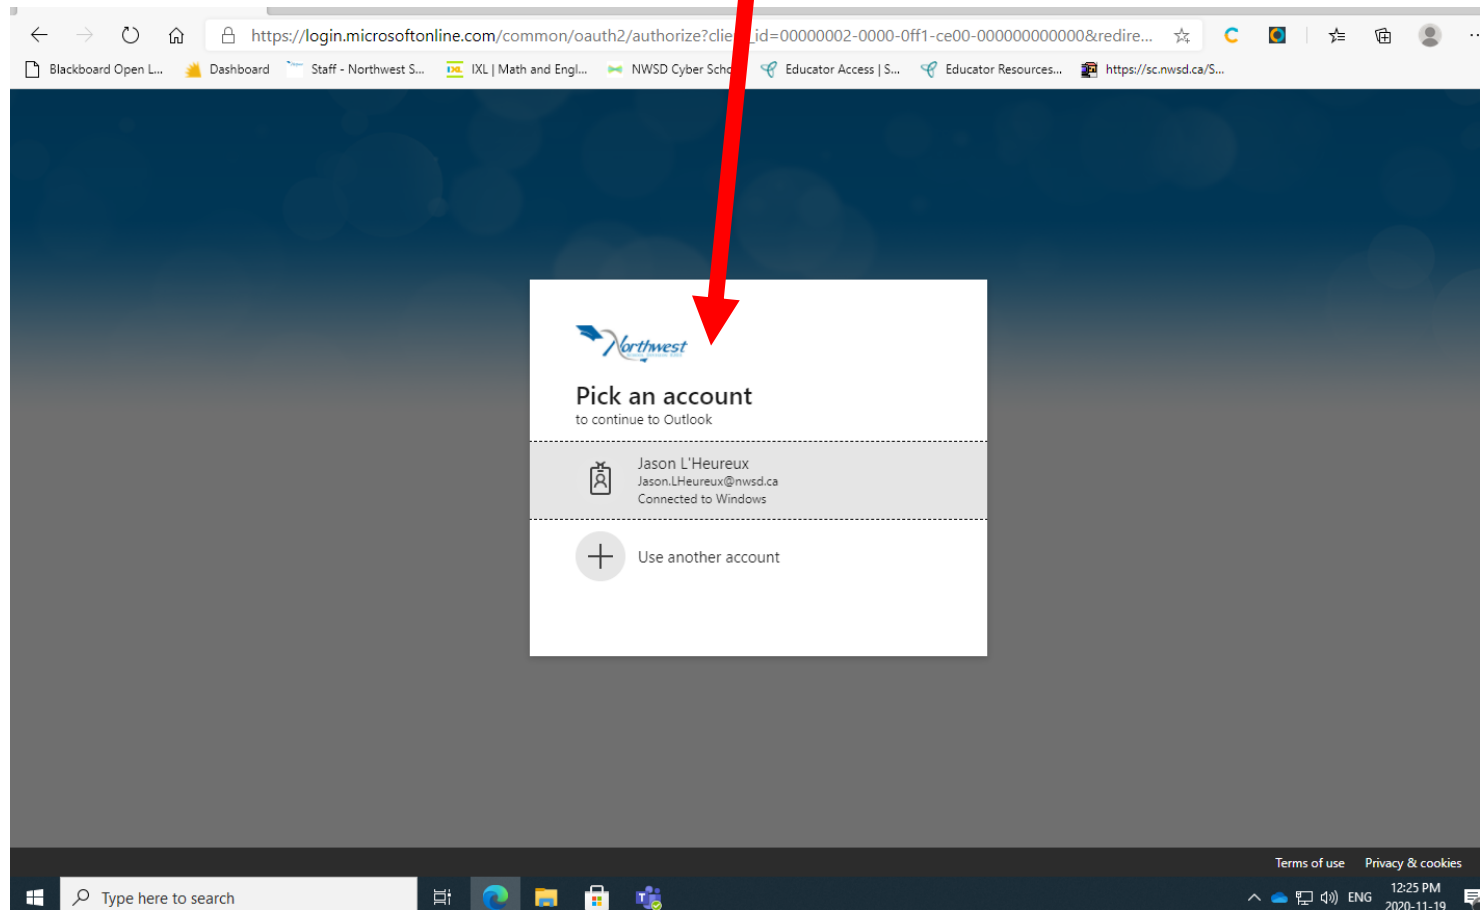 https://login.microsoftonline.com/common/oauth2/authorize?clien _id=00000002-0000-0ff1-ce00-000000000000&redire...
Blackboard Open L... Dashboard Staff - Northwest S... IXL | Math and Engl... NWSD Cyber Scho Educator Access | S... Educator Resources... https://sc.nwsd.ca/S...
Northwest
Pick an account
to continue to Outlook
Jason L'Heureux
Jason.LHeureux@nwsd.ca
Connected to Windows
Use another account
Terms of use Privacy & cookies
Type here to search
ENG 12:25 PM
2020-11-19